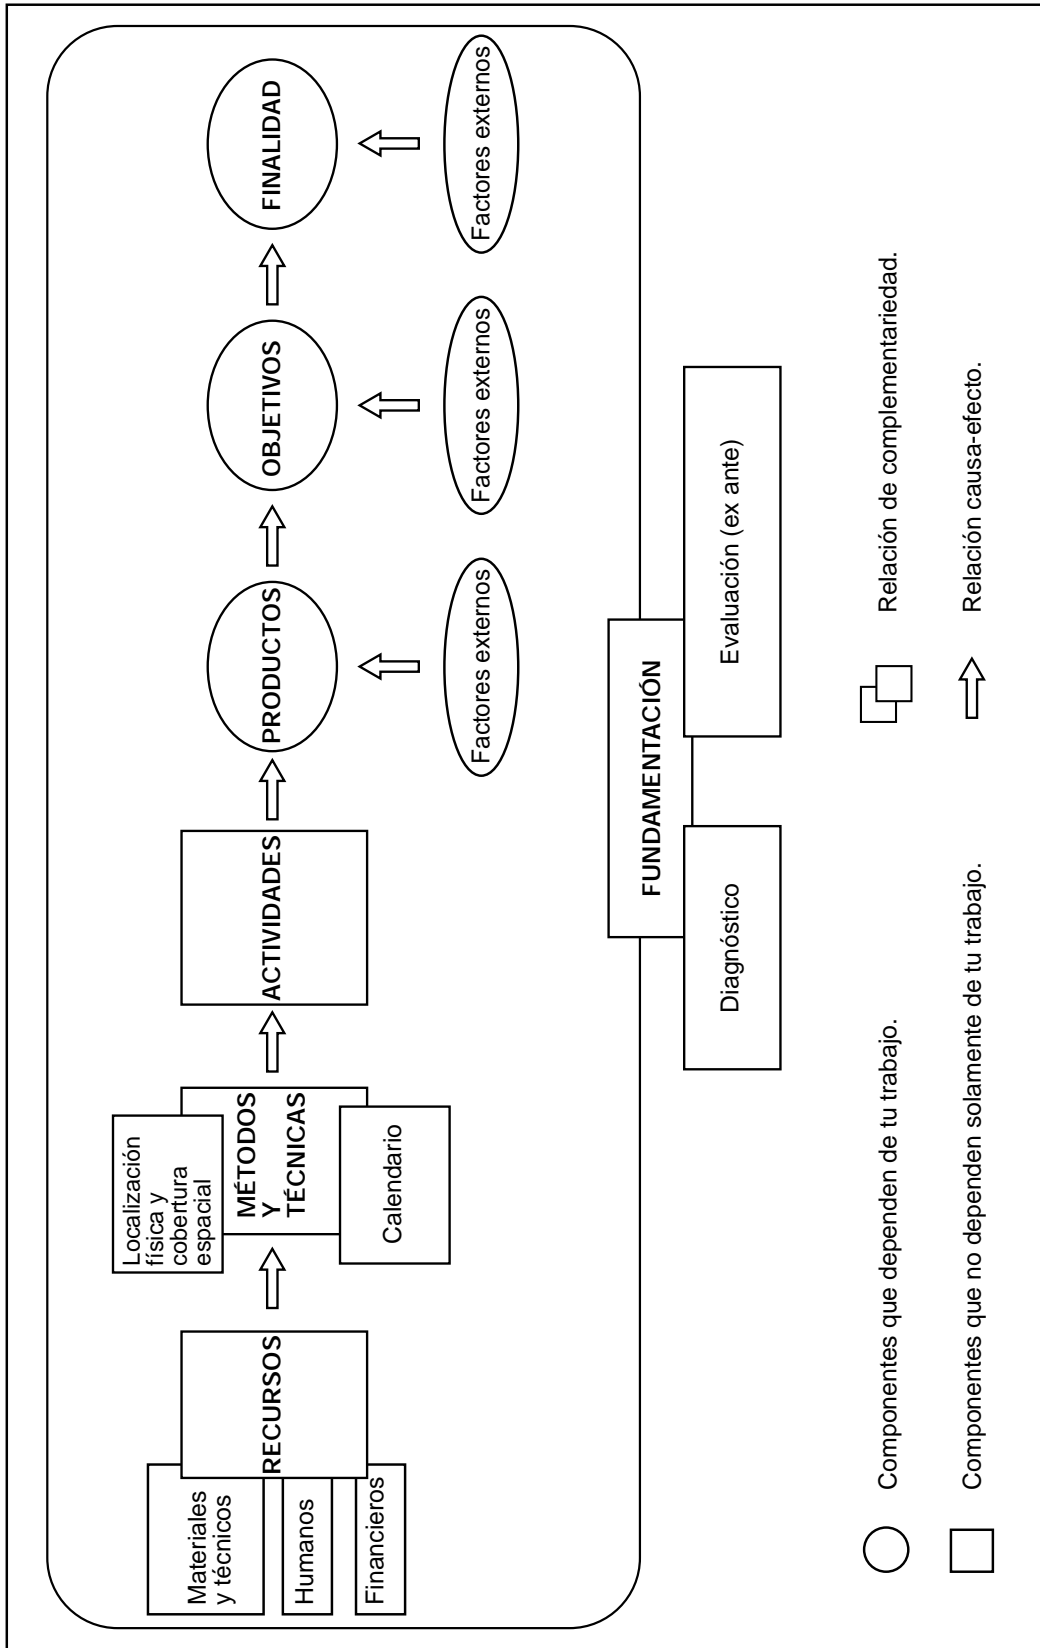 Materiales
y técnicos
Humanos
Financieros
RECURSOS
Localización
física y
cobertura
espacial
MÉTODOS
Y
TÉCNICAS
Calendario
ACTIVIDADES
PRODUCTOS
OBJETIVOS
FINALIDAD
Factores externos
Factores externos
Factores externos
FUNDAMENTACIÓN
Diagnóstico
Evaluación (ex ante)
Componentes que dependen de tu trabajo.
Relación de complementariedad.
Componentes que no dependen solamente de tu trabajo.
Relación causa-efecto.